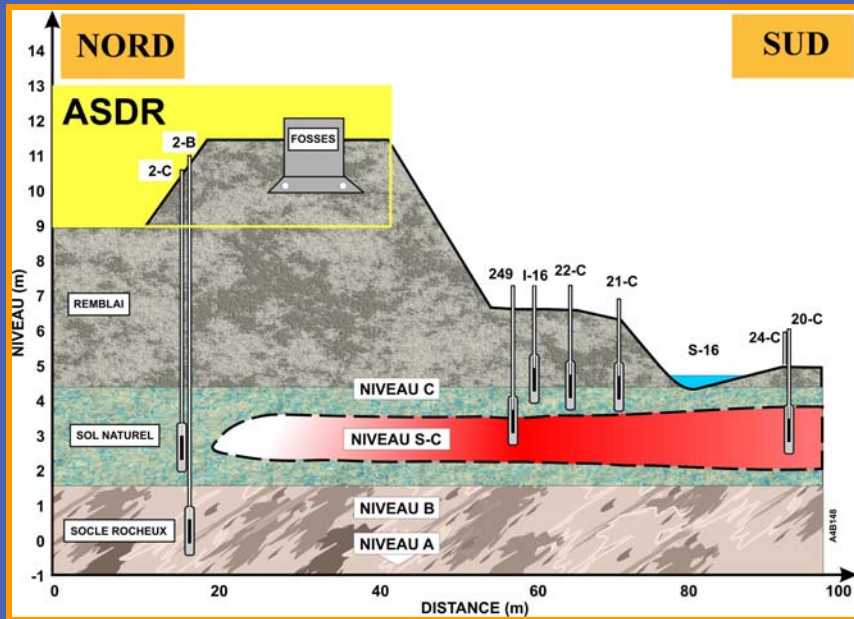 NORD
SUD
ASDR
2-B
2-C
FOSSES
249
I-16
22-C
21-C
20-C
24-C
S-16
REMBLAI
NIVEAU C
SOL NATUREL
NIVEAU S-C
NIVEAU B
SOCLE ROCHEUX
NIVEAU A
A4B148
NIVEAU (m)
14
13
12
11
10
9
8
7
6
5
4
3
2
1
0
-1
0
20
40
60
80
100
DISTANCE (m)